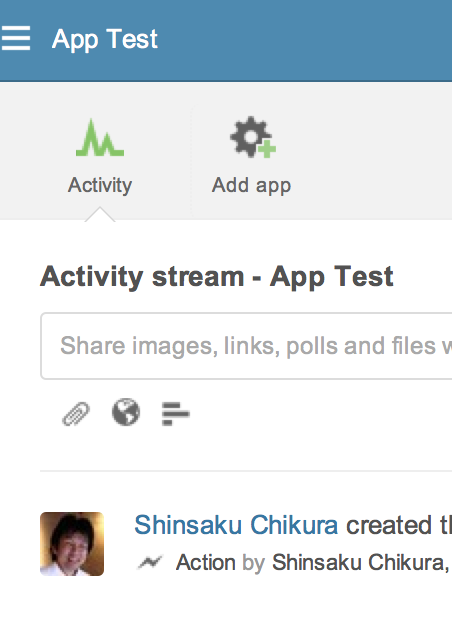 App Test
Activity
Add app
Activity stream - App Test
Share images, links, polls and files
Shinsaku Chikura created
Action by Shinsaku Chikura,